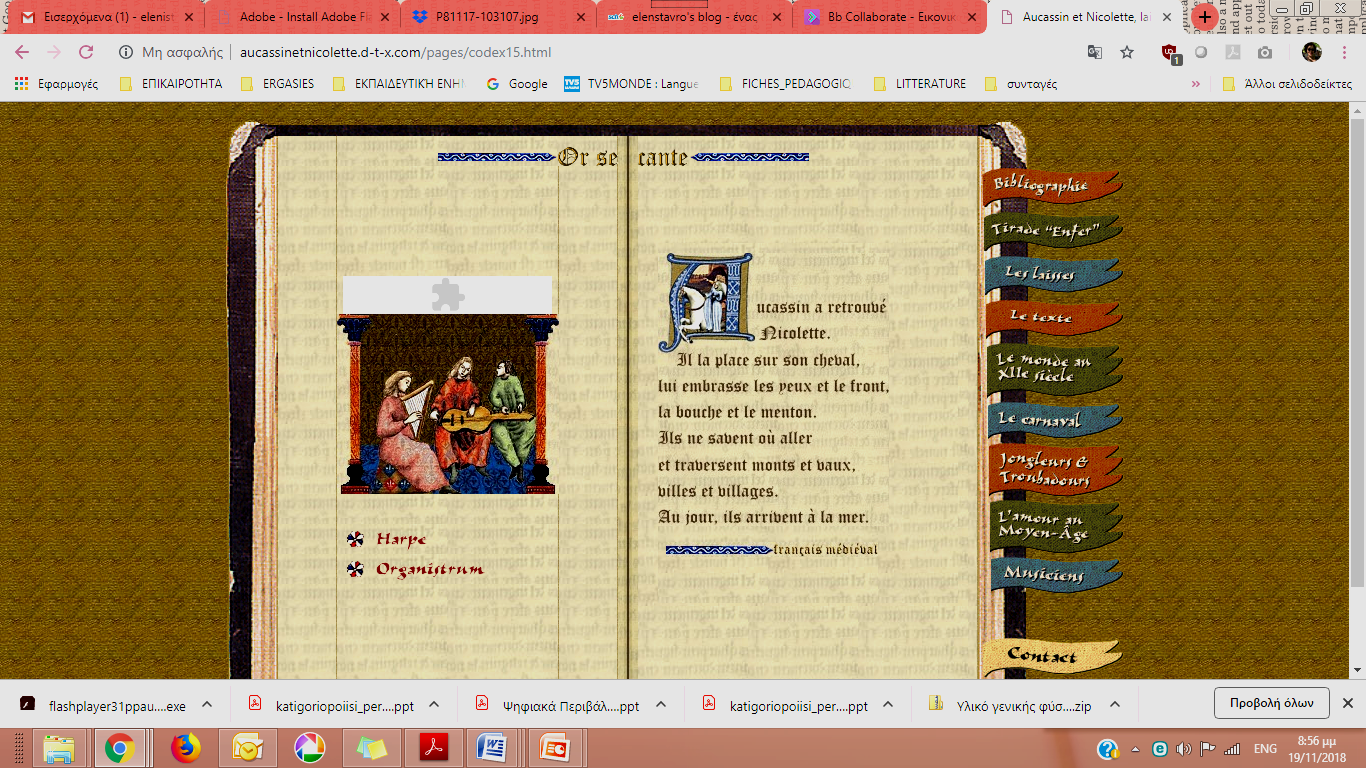 Εισερχόμενα (1) - elenist
Adobe - Install Adobe Fl
P81117-103107.jpg
elenstavro's blog - ένας
Bb Collaborate - Εικονικ
Aucassin et Nicolette, la
Μη ασφαλής
aucassinetnicolette.d-t-x.com/pages/codex15.html
1
Εφαρμογές
ΕΠΙΚΑΙΡΟΤΗΤΑ
ERGASIES
ΕΚΠΑΙΔΕΥΤΙΚΗ ΕΝΗΜ
Google
TV5MONDE : Langue
FICHES_PEDAGOGIQ
LITTERATURE
συνταγές
»
Άλλοι σελιδοδείκτες
Or se cante
Harpe
Organistrum
Aucassin a retrouvé
Nicolette.
Il la place sur son cheval,
lui embrasse les yeux et le front,
la bouche et le menton.
Ils ne savent où aller
et traversent monts et vaux,
villes et villages.
Au jour, ils arrivent à la mer.
français médiéval
Bibliographie
Tirade "Enfer"
Les laisses
Le texte
Le monde au
XIIe siècle
Le carnaval
Jongleurs &
Troubadours
L'amour au
Moyen-Âge
Musiciens
Contact
flashplayer31ppau....exe
katigoriopoiisi_per....ppt
Ψηφιακά Περιβάλ....ppt
katigoriopoiisi_per....ppt
Υλικό γενικής φύσ....zip
Προβολή όλων
ENG
8:56 μμ
19/11/2018